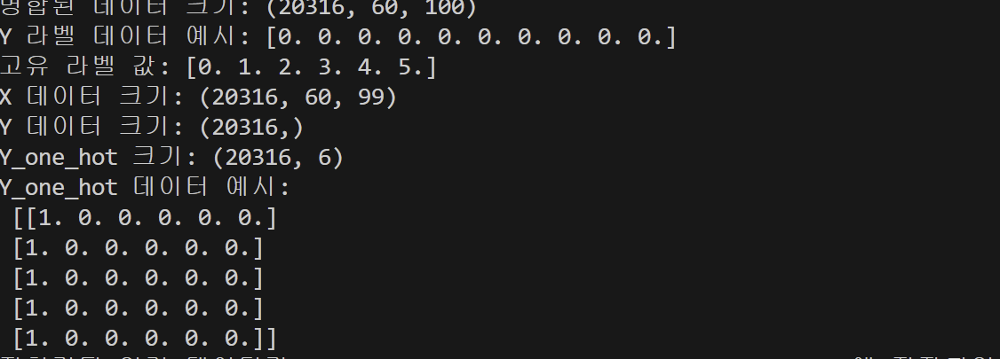 병합된 데이터 크기: (20316, 60, 100)
Y 라벨 데이터 예시: [0. 0. 0. 0. 0. 0. 0. 0. 0. 0.]
고유 라벨 값: [0. 1. 2. 3. 4. 5.]
X 데이터 크기: (20316, 60, 99)
Y 데이터 크기: (20316,)
Y_one_hot 크기: (20316, 6)
Y_one_hot 데이터 예시:
[[1. 0. 0. 0. 0. 0.]
[1. 0. 0. 0. 0. 0.]
[1. 0. 0. 0. 0. 0.]
[1. 0. 0. 0. 0. 0.]
[1. 0. 0. 0. 0. 0.]]